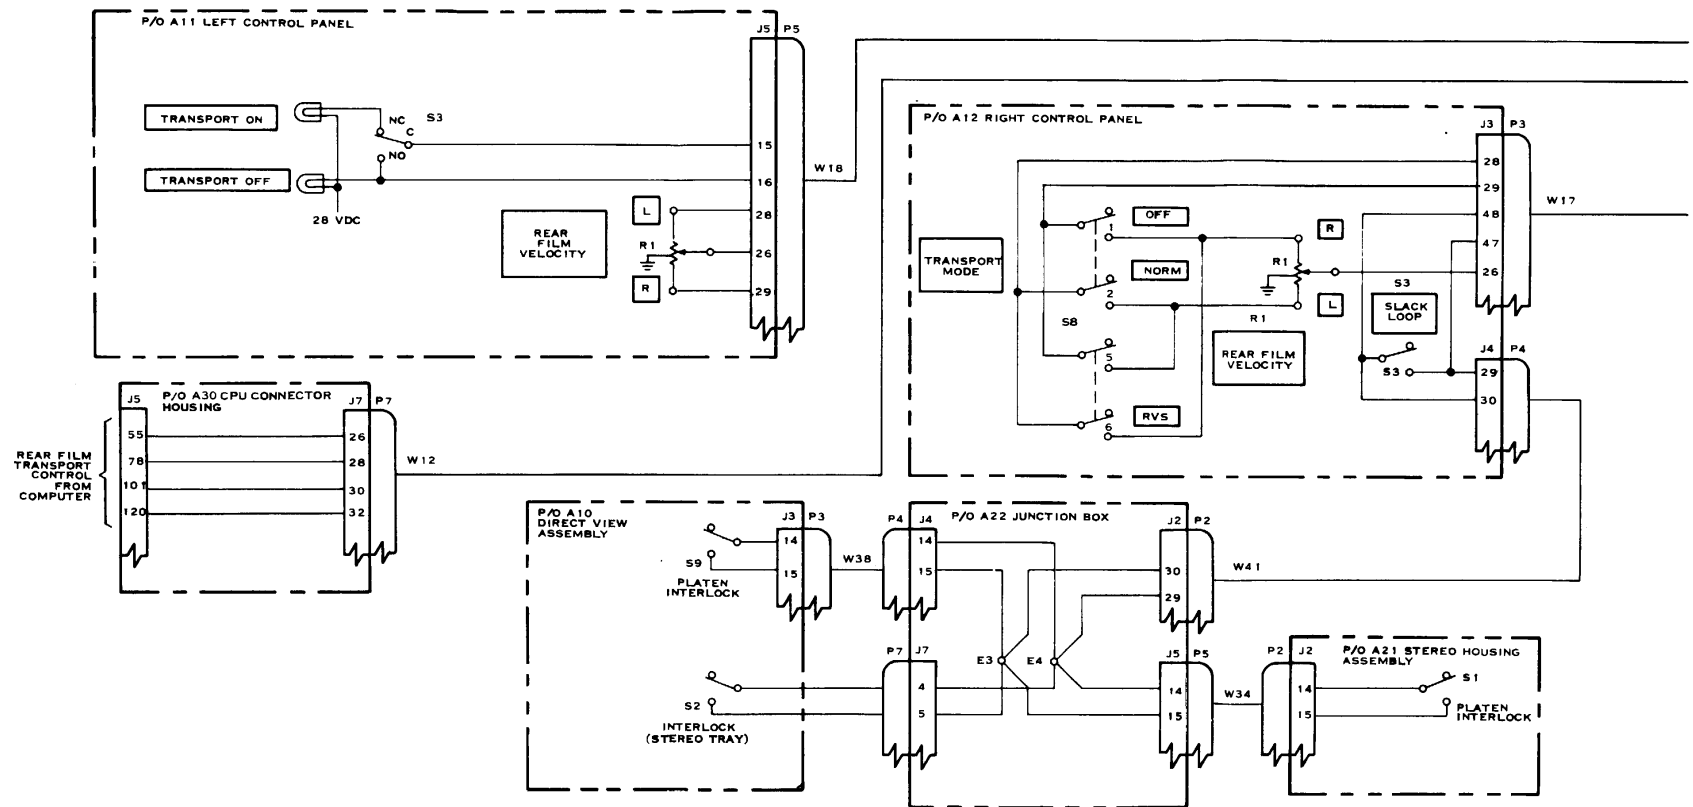 P/O A11 LEFT CONTROL PANEL
J5 P5
TRANSPORT ON
NC
C
S3
NO
15
TRANSPORT OFF
16
28 VDC
L
28
REAR
FILM
VELOCITY
R1
26
R
29
W18
P/O A12 RIGHT CONTROL PANEL
J3 P3
28
29
48
47
26
W17
OFF
1
TRANSPORT
MODE
NORM
2
S8
5
RVS
6
R
R1
L
R1
REAR FILM
VELOCITY
S3
SLACK
LOOP
S3
J4 P4
29
30
P/O A30 CPU CONNECTOR
HOUSING
J5
J7 P7
REAR FILM
TRANSPORT
CONTROL
FROM
COMPUTER
55
26
78
28
101
30
120
32
W12
P/O A10
DIRECT VIEW
ASSEMBLY
J3 P3
14
15
S9
PLATEN
INTERLOCK
W38
S2
INTERLOCK
(STEREO TRAY)
P/O A22 JUNCTION BOX
P4 J4
14
15
J2 P2
30
29
W41
E3
E4
P7 J7
4
5
J5 P5
14
15
W34
P/O A21 STEREO HOUSING
ASSEMBLY
P2 J2
14
15
S1
PLATEN
INTERLOCK